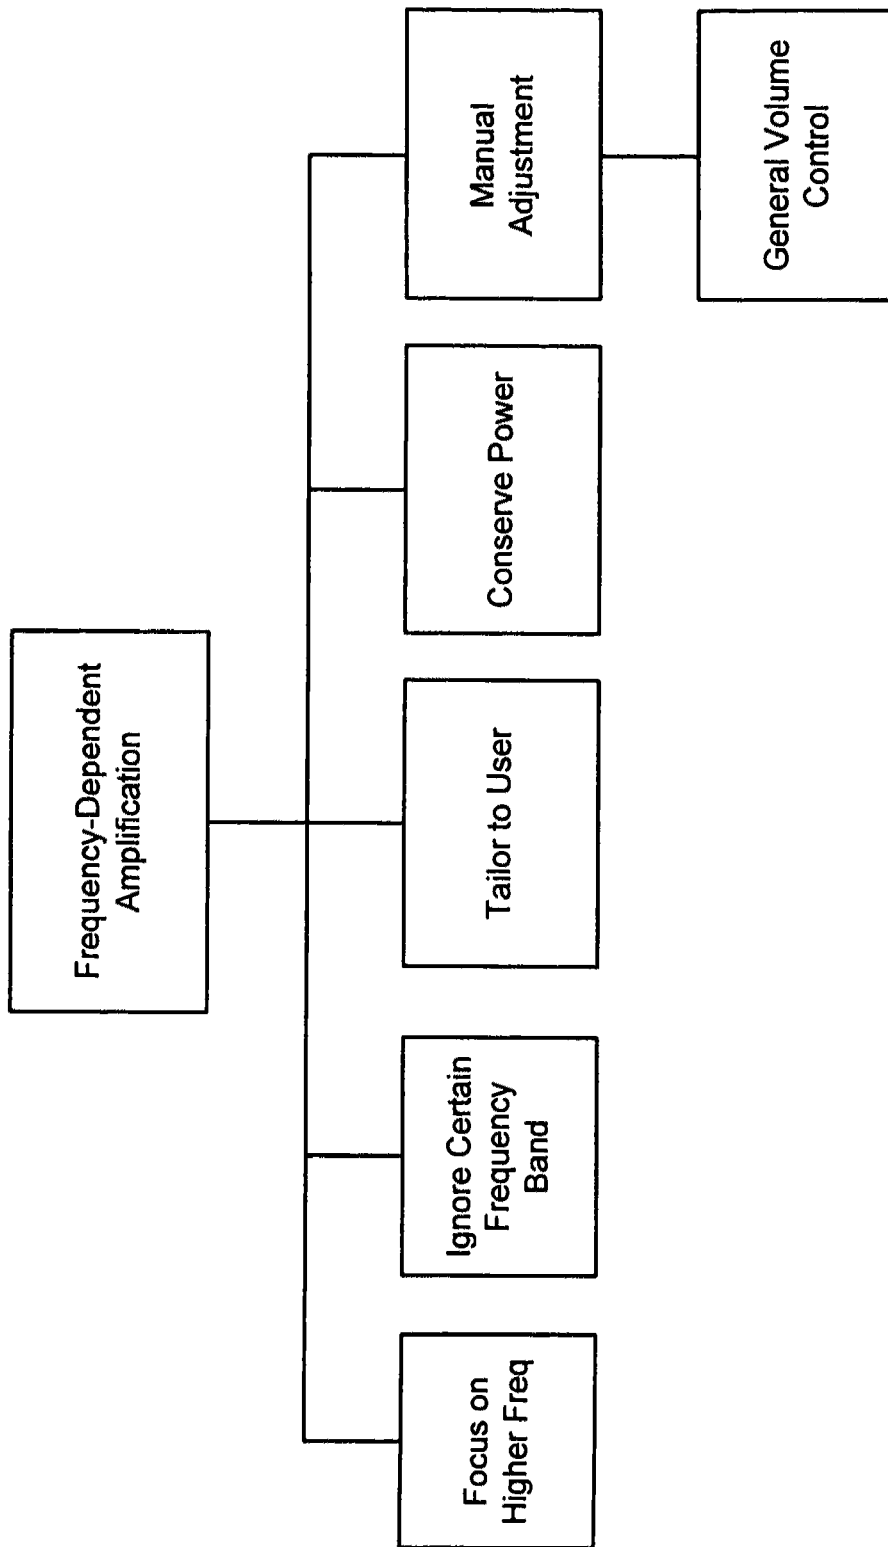 Frequency-Dependent
Amplification
Focus on
Higher Freq
Ignore Certain
Frequency
Band
Tailor to User
Conserve Power
Manual
Adjustment
General Volume
Control